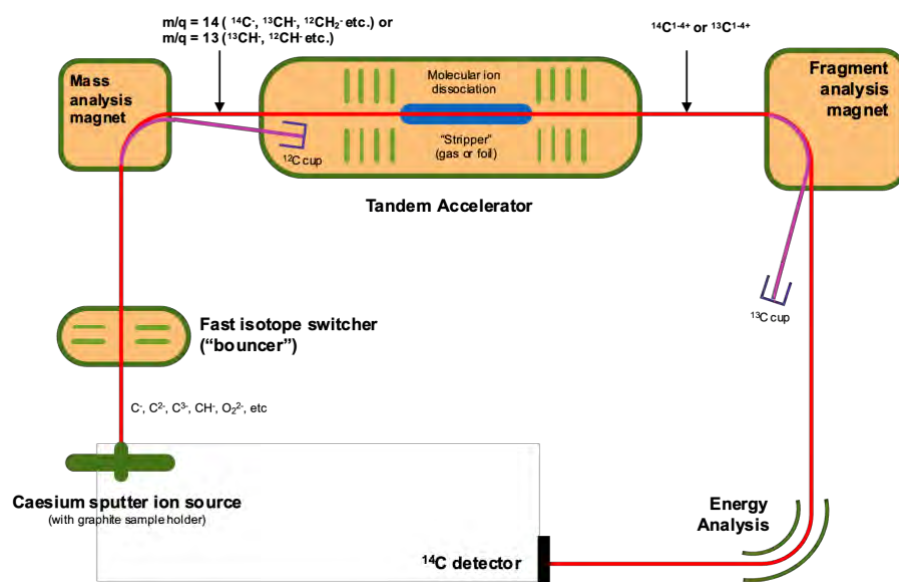 m/q = 14 ( ¹⁴C⁻, ¹³CH⁻, ¹²CH₂⁻ etc.) or
m/q = 13 (¹³CH⁻, ¹²CH⁻ etc.)
¹⁴C¹⁻⁴⁺ or ¹³C¹⁻⁴⁺
Mass
analysis
magnet
Molecular ion
dissociation
"Stripper"
(gas or foil)
¹²C cup
Fragment
analysis
magnet
Tandem Accelerator
¹³C cup
Fast isotope switcher
("bouncer")
C⁻, C²⁻, C³⁻, CH⁻, O₂²⁻, etc
Caesium sputter ion source
(with graphite sample holder)
Energy
Analysis
¹⁴C detector